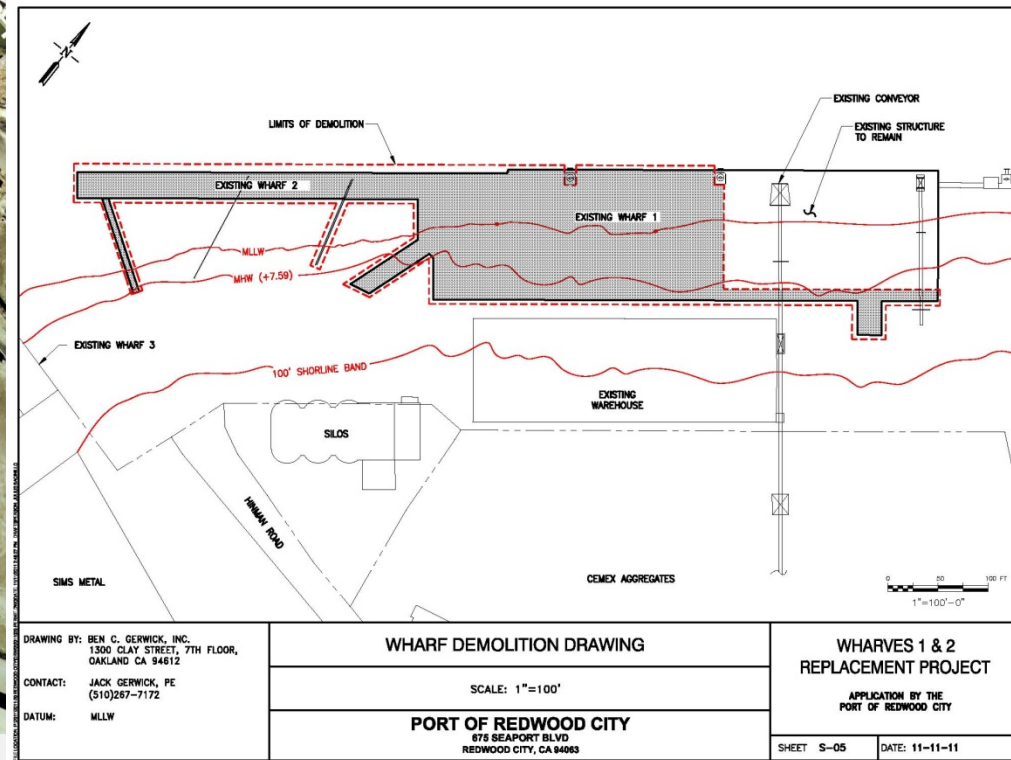 N
EXISTING CONVEYOR
LIMITS OF DEMOLITION
EXISTING STRUCTURE
TO REMAIN
EXISTING WHARF 2
EXISTING WHARF 1
MLLW
MHW (+7.59)
EXISTING WHARF 3
100' SHORLINE BAND
EXISTING
WAREHOUSE
SILOS
HINMAN ROAD
SIMS METAL
CEMEX AGGREGATES
0 50 100 FT
1"=100'-0"
DRAWING BY: BEN C. GERWICK, INC.
1300 CLAY STREET, 7TH FLOOR,
OAKLAND CA 94612
CONTACT: JACK GERWICK, PE
(510)267-7172
DATUM: MLLW
WHARF DEMOLITION DRAWING
SCALE: 1"=100'
PORT OF REDWOOD CITY
675 SEAPORT BLVD
REDWOOD CITY, CA 94063
WHARVES 1 & 2
REPLACEMENT PROJECT
APPLICATION BY THE
PORT OF REDWOOD CITY
SHEET S-05
DATE: 11-11-11